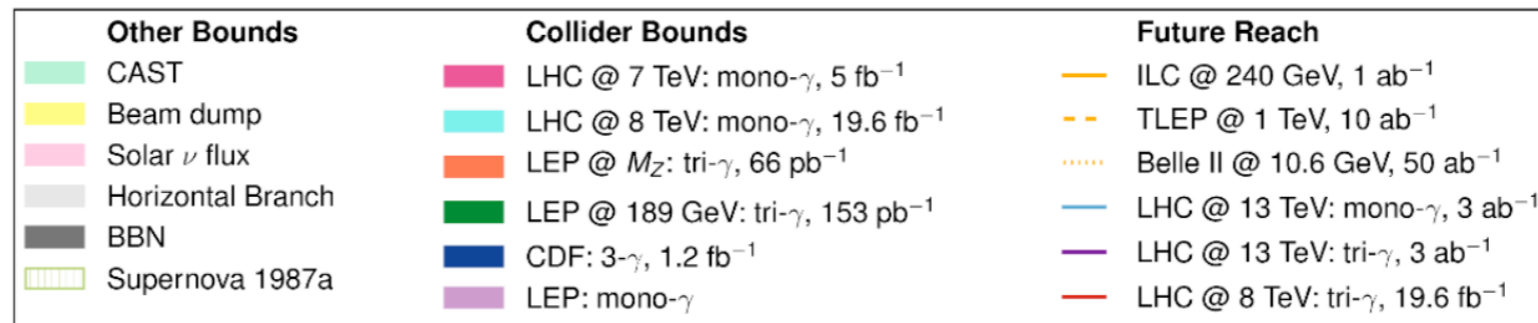 Other Bounds
CAST
Beam dump
Solar ν flux
Horizontal Branch
BBN
Supernova 1987a
Collider Bounds
LHC @ 7 TeV: mono-γ, 5 fb⁻¹
LHC @ 8 TeV: mono-γ, 19.6 fb⁻¹
LEP @ M_Z: tri-γ, 66 pb⁻¹
LEP @ 189 GeV: tri-γ, 153 pb⁻¹
CDF: 3-γ, 1.2 fb⁻¹
LEP: mono-γ
Future Reach
ILC @ 240 GeV, 1 ab⁻¹
TLEP @ 1 TeV, 10 ab⁻¹
Belle II @ 10.6 GeV, 50 ab⁻¹
LHC @ 13 TeV: mono-γ, 3 ab⁻¹
LHC @ 13 TeV: tri-γ, 3 ab⁻¹
LHC @ 8 TeV: tri-γ, 19.6 fb⁻¹